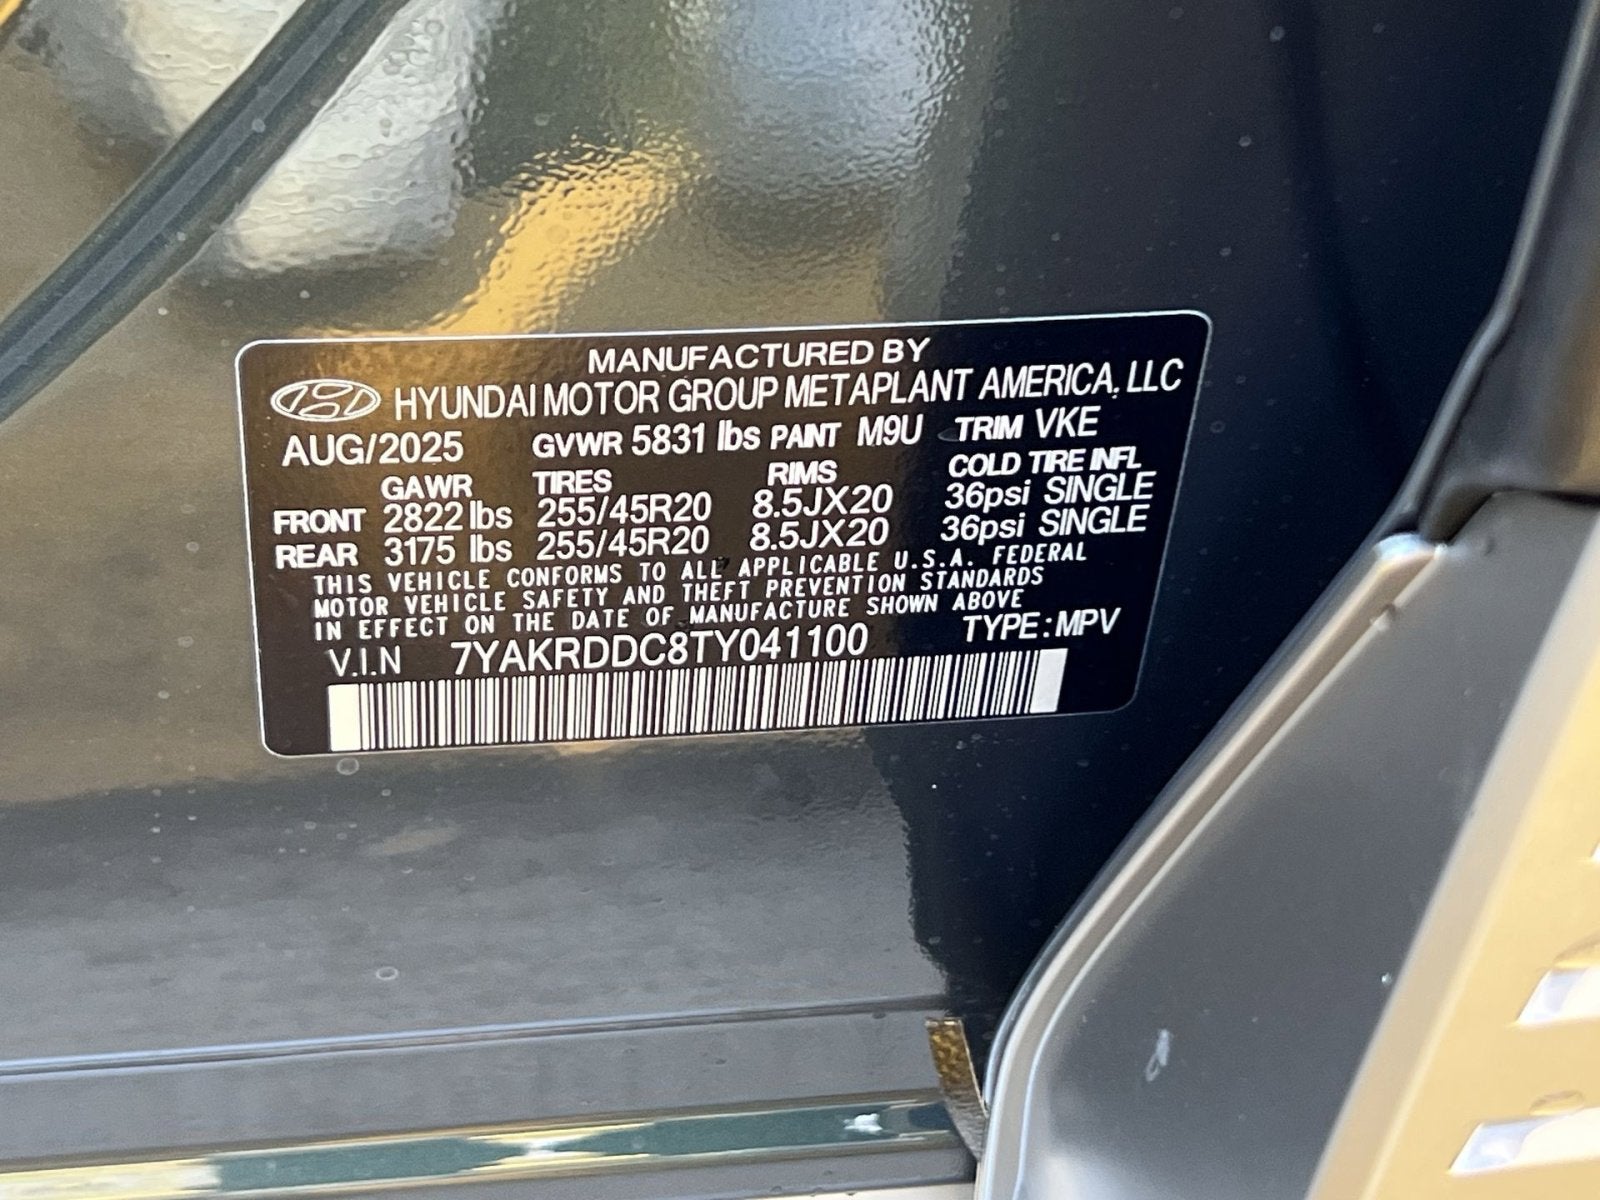 MANUFACTURED BY
HYUNDAI MOTOR GROUP METAPLANT AMERICA, LLC
AUG/2025 GVWR 5831 lbs PAINT M9U TRIM VKE
GAWR TIRES RIMS COLD TIRE INFL
FRONT 2822 lbs 255/45R20 8.5JX20 36psi SINGLE
REAR 3175 lbs 255/45R20 8.5JX20 36psi SINGLE
THIS VEHICLE CONFORMS TO ALL APPLICABLE U.S.A. FEDERAL
MOTOR VEHICLE SAFETY AND THEFT PREVENTION STANDARDS
IN EFFECT ON THE DATE OF MANUFACTURE SHOWN ABOVE
V.I.N 7YAKRDDC8TY041100 TYPE:MPV